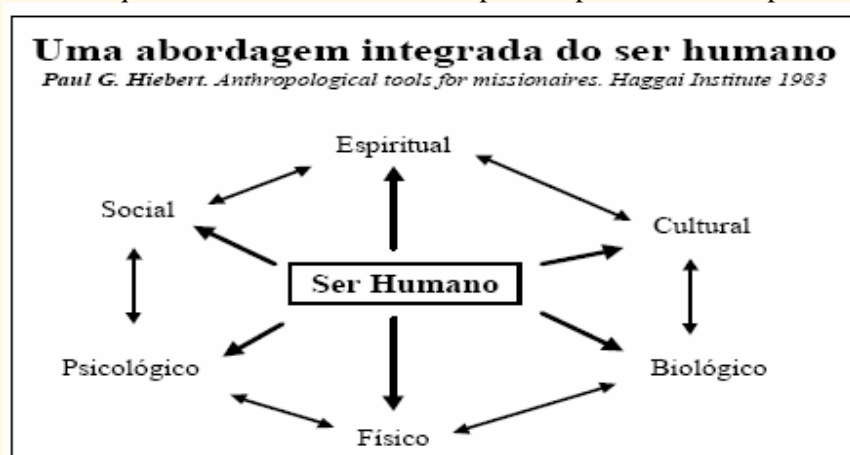 Uma abordagem integrada do ser humano
Paul G. Hiebert. Anthropological tools for missionaires. Haggai Institute 1983
Espiritual
Social
Cultural
Ser Humano
Psicológico
Biológico
Físico